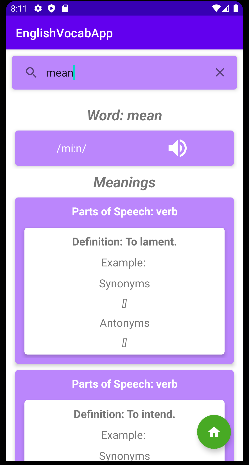 8:11
EnglishVocabApp
mean
Word: mean
/miːn/
Meanings
Parts of Speech: verb
Definition: To lament.
Example:
Synonyms
[]
Antonyms
[]
Parts of Speech: verb
Definition: To intend.
Example:
Synonyms